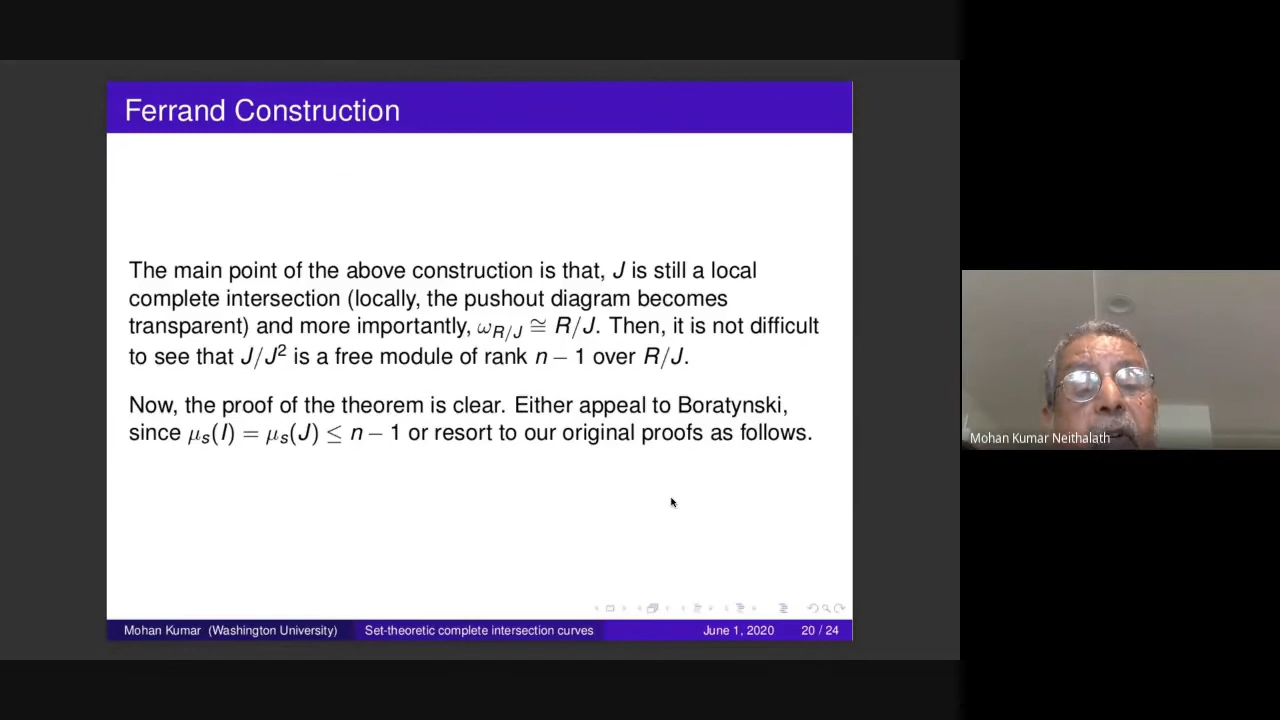 Ferrand Construction
The main point of the above construction is that, J is still a local
complete intersection (locally, the pushout diagram becomes
transparent) and more importantly, ω_{R/J} ≅ R/J. Then, it is not difficult
to see that J/J² is a free module of rank n − 1 over R/J.
Now, the proof of the theorem is clear. Either appeal to Boratynski,
since μ_s(I) = μ_s(J) ≤ n − 1 or resort to our original proofs as follows.
Mohan Kumar (Washington University) Set-theoretic complete intersection curves June 1, 2020 20 / 24
Mohan Kumar Neithalath